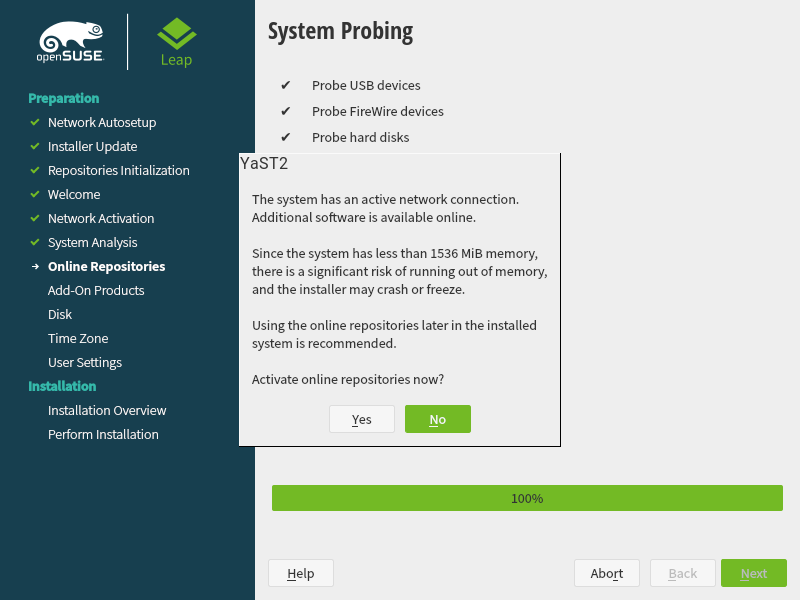 openSUSE
Leap
System Probing
Preparation
Network Autosetup
Installer Update
Repositories Initialization
Welcome
Network Activation
System Analysis
Online Repositories
Add-On Products
Disk
Time Zone
User Settings
Installation
Installation Overview
Perform Installation
Probe USB devices
Probe FireWire devices
Probe hard disks
YaST2
The system has an active network connection.
Additional software is available online.
Since the system has less than 1536 MiB memory,
there is a significant risk of running out of memory,
and the installer may crash or freeze.
Using the online repositories later in the installed
system is recommended.
Activate online repositories now?
Yes
No
100%
Help
Abort
Back
Next